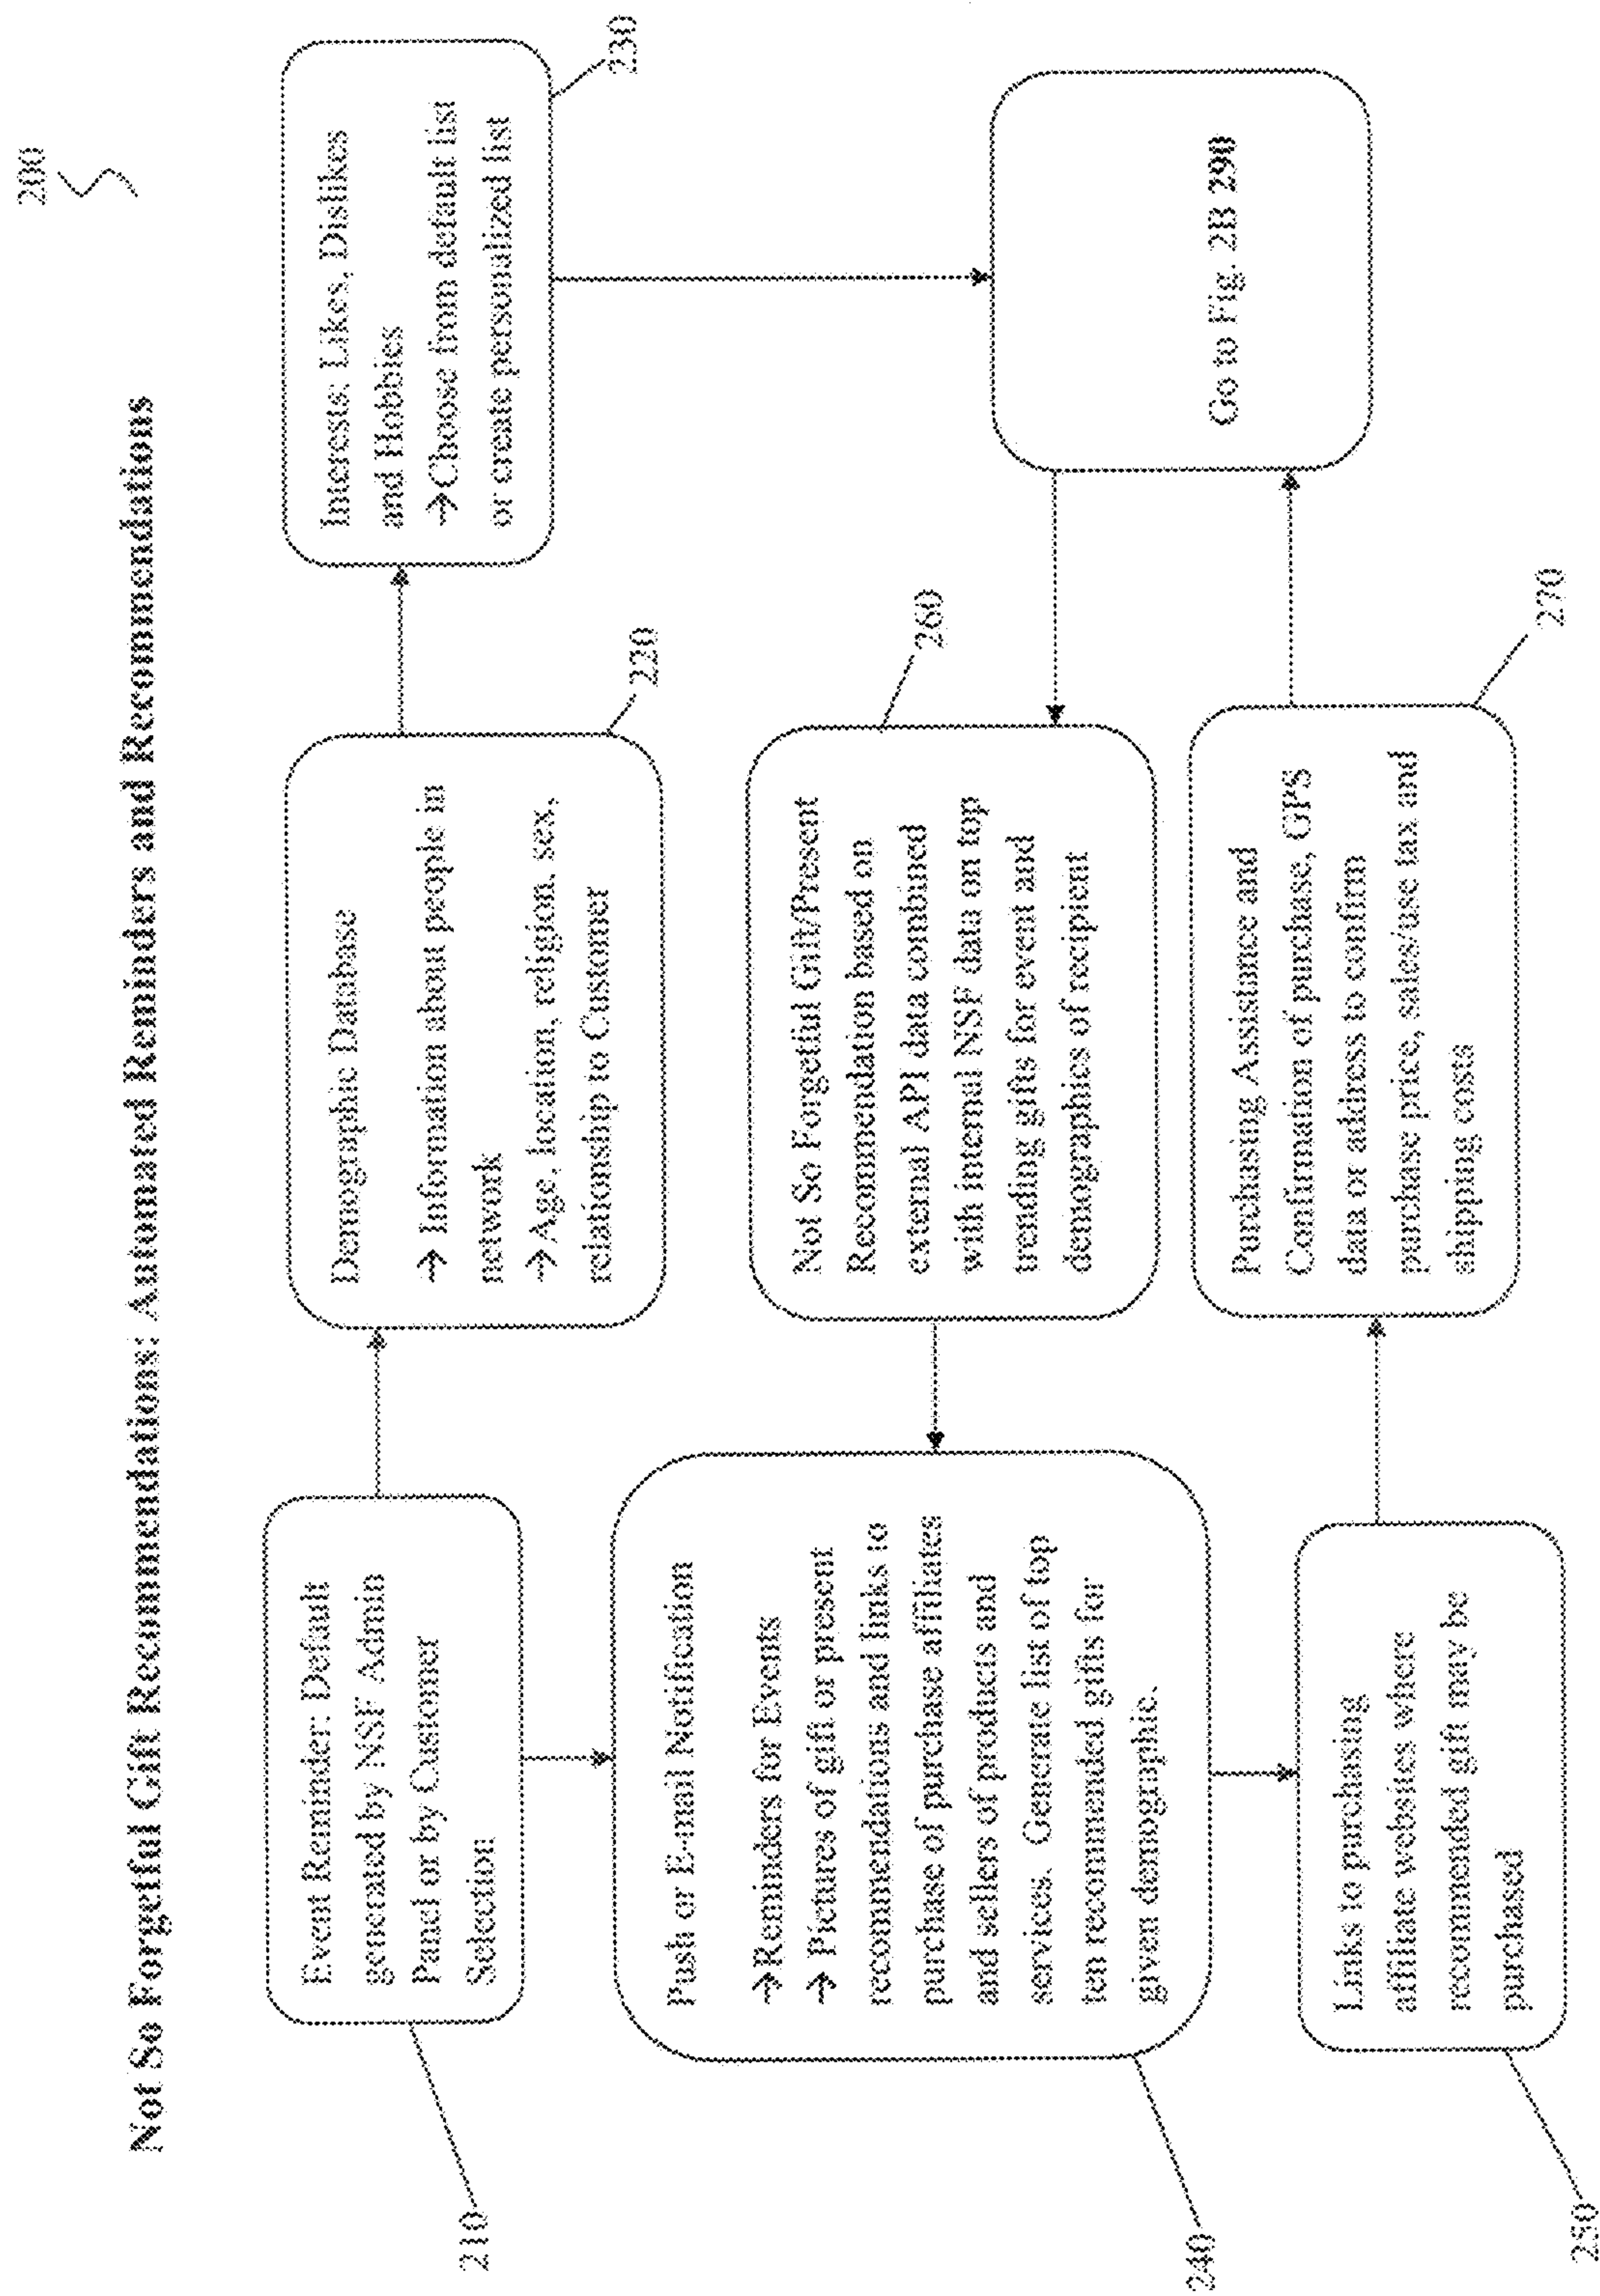 200
Not So Forgetful Gift Recommendations: Automated Reminders and Recommendations
Event Reminder: Default
generated by NSF Admin
Panel or by Customer
Selection
210
Demographic Database
→ Information about people in
network
→Age, location, religion, sex,
relationship to Customer
220
Interests: Likes, Dislikes
and Hobbies
→Choose from default list
or create personalized list
230
Push or E-mail Notification
→Reminders for Events
→ Pictures of gift or present
recommendations and links to
purchase of purchase affiliates
and sellers of products and
services. Generate list of top
ten recommended gifts for
given demographic.
240
Not So Forgetful Gift/Present
Recommendation based on
external API data combined
with internal NSF data on top
trending gifts for event and
demographics of recipient
260
Go to Fig. 2B 290
Links to purchasing
affiliate websites where
recommended gift may be
purchased
250
Purchasing Assistance and
Confirmation of purchase, GPS
data or address to confirm
purchase price, sales/use tax and
shipping costs
270